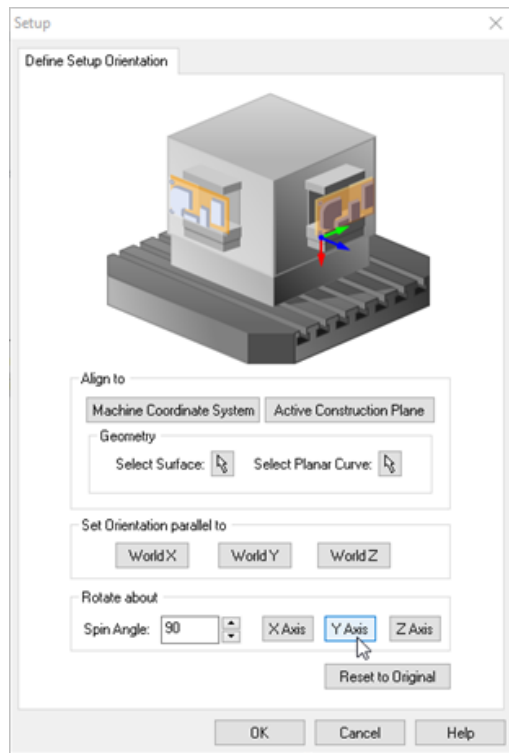 Setup
Define Setup Orientation
Align to
Machine Coordinate System Active Construction Plane
Geometry
Select Surface: Select Planar Curve:
Set Orientation parallel to
World X World Y World Z
Rotate about
Spin Angle: 90 X Axis Y Axis Z Axis
Reset to Original
OK Cancel Help